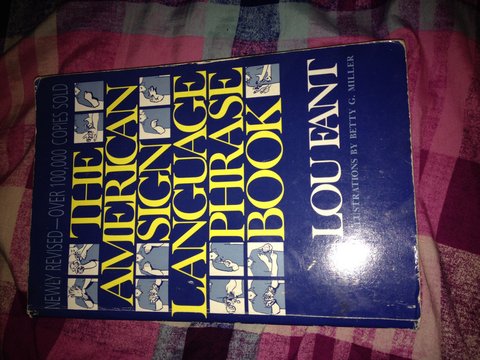 NEWLY REVISED—OVER 100,000 COPIES SOLD
THE
AMERICAN
SIGN
LANGUAGE
PHRASE
BOOK
LOU FANT
ILLUSTRATIONS BY BETTY G. MILLER